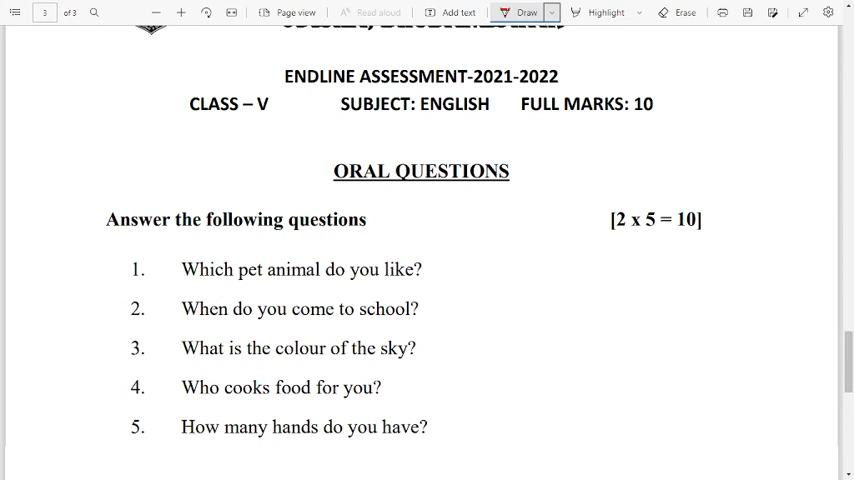 3 of 3 Page view Read aloud Add text Draw Highlight Erase
ENDLINE ASSESSMENT-2021-2022
CLASS – V SUBJECT: ENGLISH FULL MARKS: 10
ORAL QUESTIONS
Answer the following questions [2 x 5 = 10]
1. Which pet animal do you like?
2. When do you come to school?
3. What is the colour of the sky?
4. Who cooks food for you?
5. How many hands do you have?